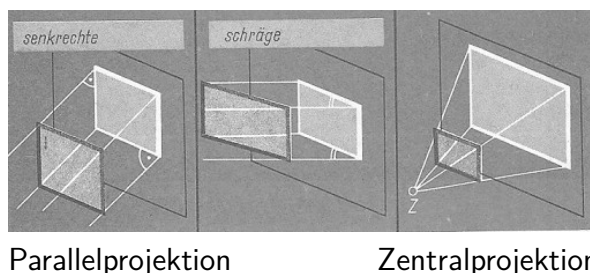 senkrechte
schräge
Z
Parallelprojektion
Zentralprojektion